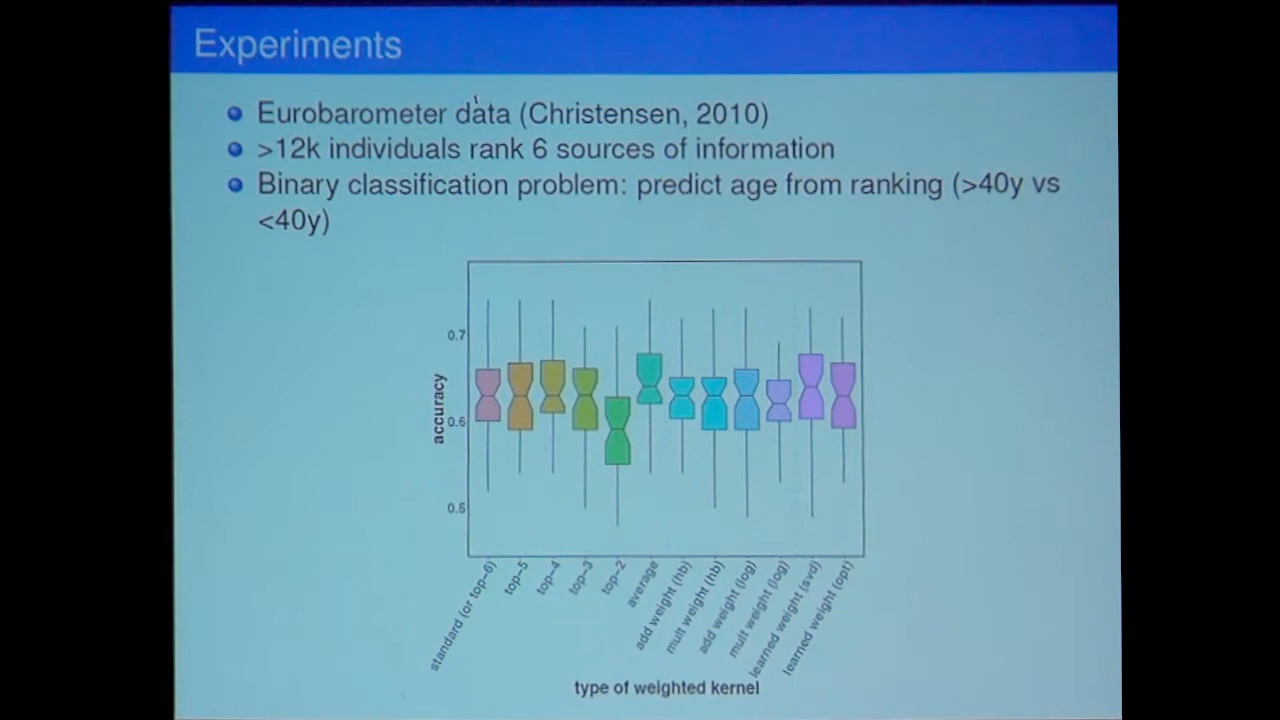 Experiments
Eurobarometer data (Christensen, 2010)
>12k individuals rank 6 sources of information
Binary classification problem: predict age from ranking (>40y vs
<40y)
0.7
0.6
0.5
accuracy
standard (or top-6)
top-5
top-4
top-3
top-2
average
add weight (hb)
mult weight (hb)
add weight (log)
mult weight (log)
learned weight (svd)
learned weight (opt)
type of weighted kernel